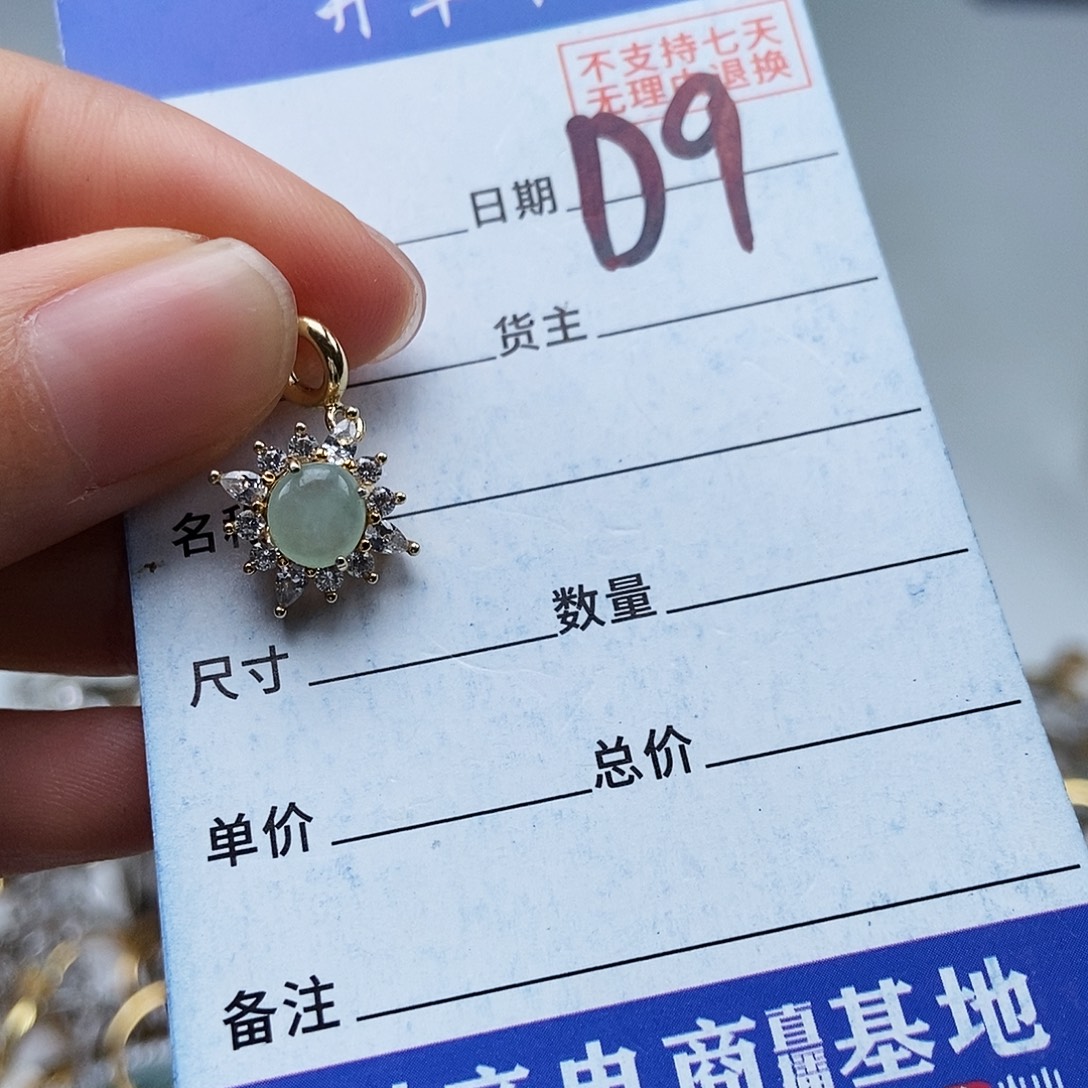 不支持七天
无理由退换
日期 D9
货主
名称
尺寸
数量
单价
总价
备注
电商直播基地